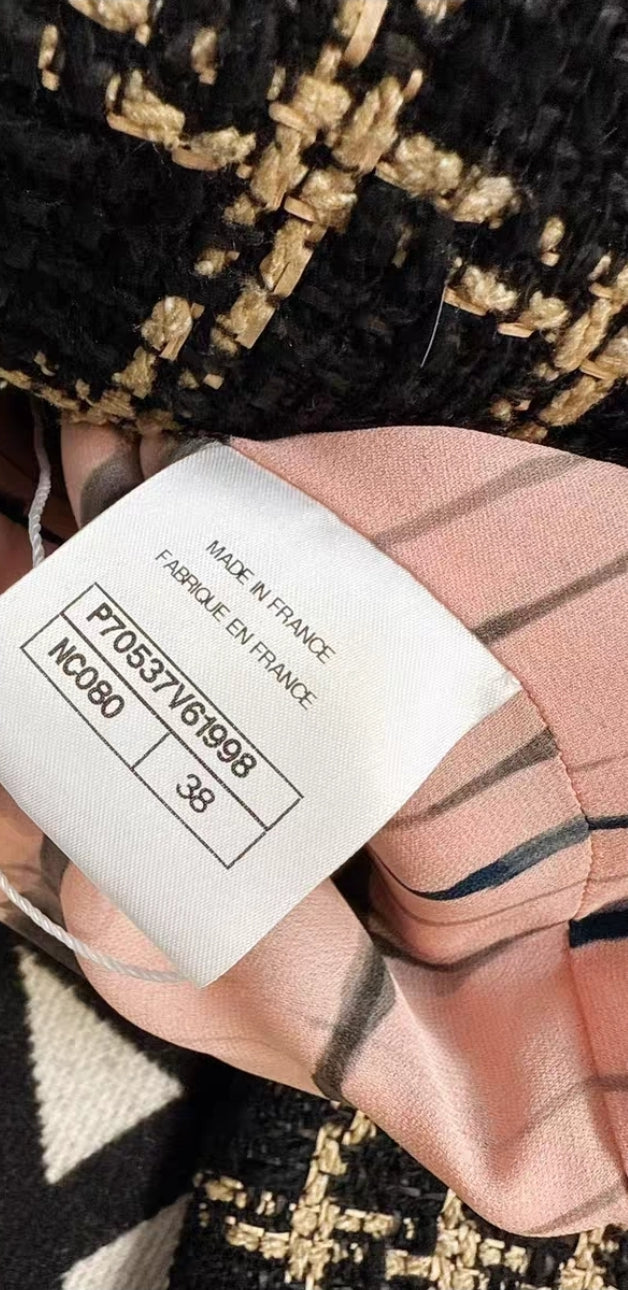 MADE IN FRANCE
FABRIQUE EN FRANCE
P70537V61998
NC080
38